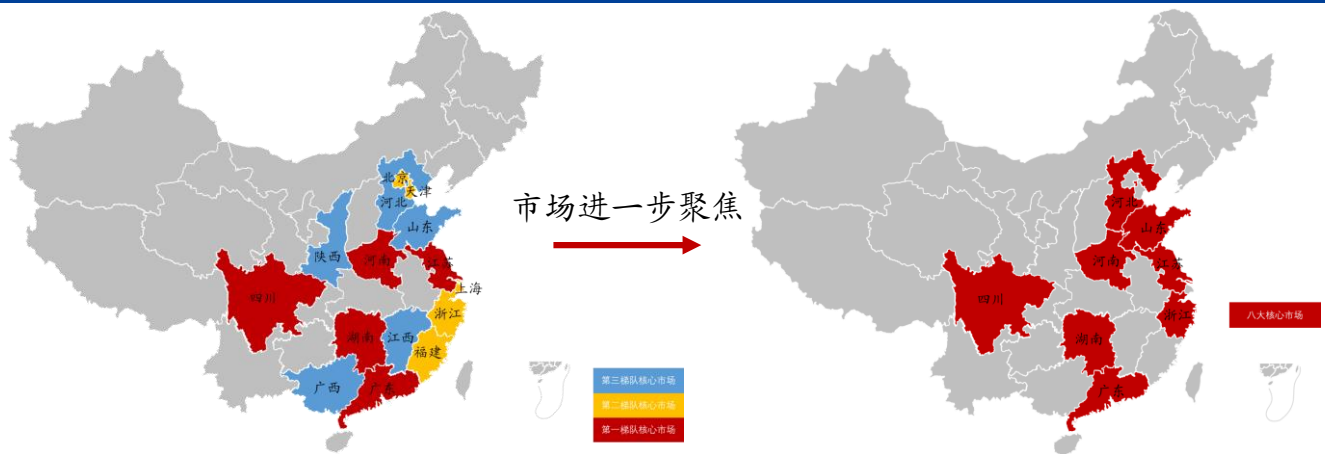 北京
天津
河北
山东
陕西
河南
江苏
四川
上海
浙江
湖南
江西
福建
广西
广东
第三梯队核心市场
第二梯队核心市场
第一梯队核心市场
市场进一步聚焦
河北
山东
河南
江苏
四川
浙江
湖南
广东
八大核心市场